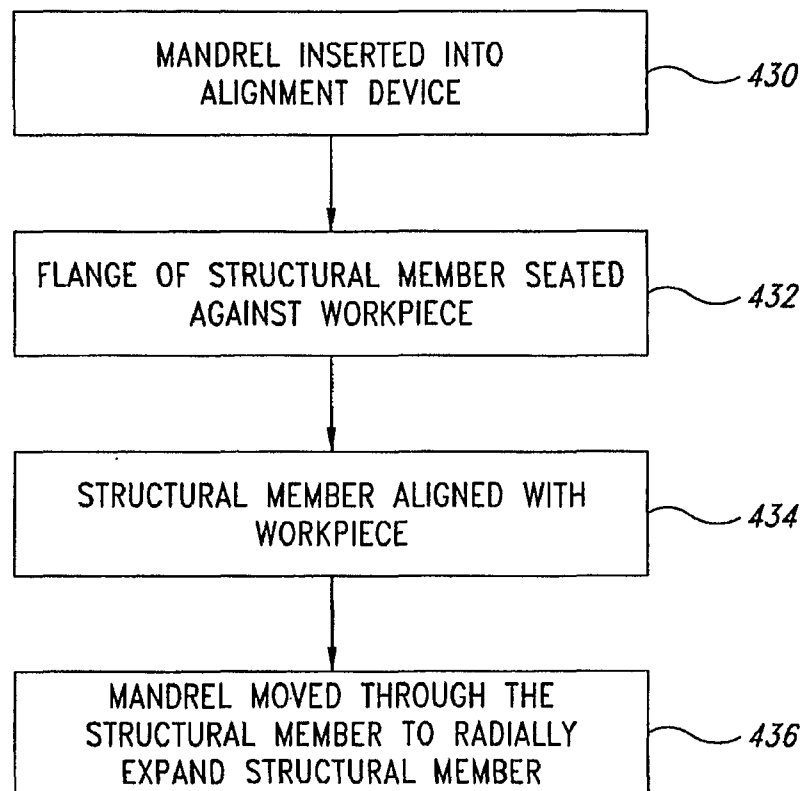 MANDREL INSERTED INTO
ALIGNMENT DEVICE
430
FLANGE OF STRUCTURAL MEMBER SEATED
AGAINST WORKPIECE
432
STRUCTURAL MEMBER ALIGNED WITH
WORKPIECE
434
MANDREL MOVED THROUGH THE
STRUCTURAL MEMBER TO RADIALLY
EXPAND STRUCTURAL MEMBER
436